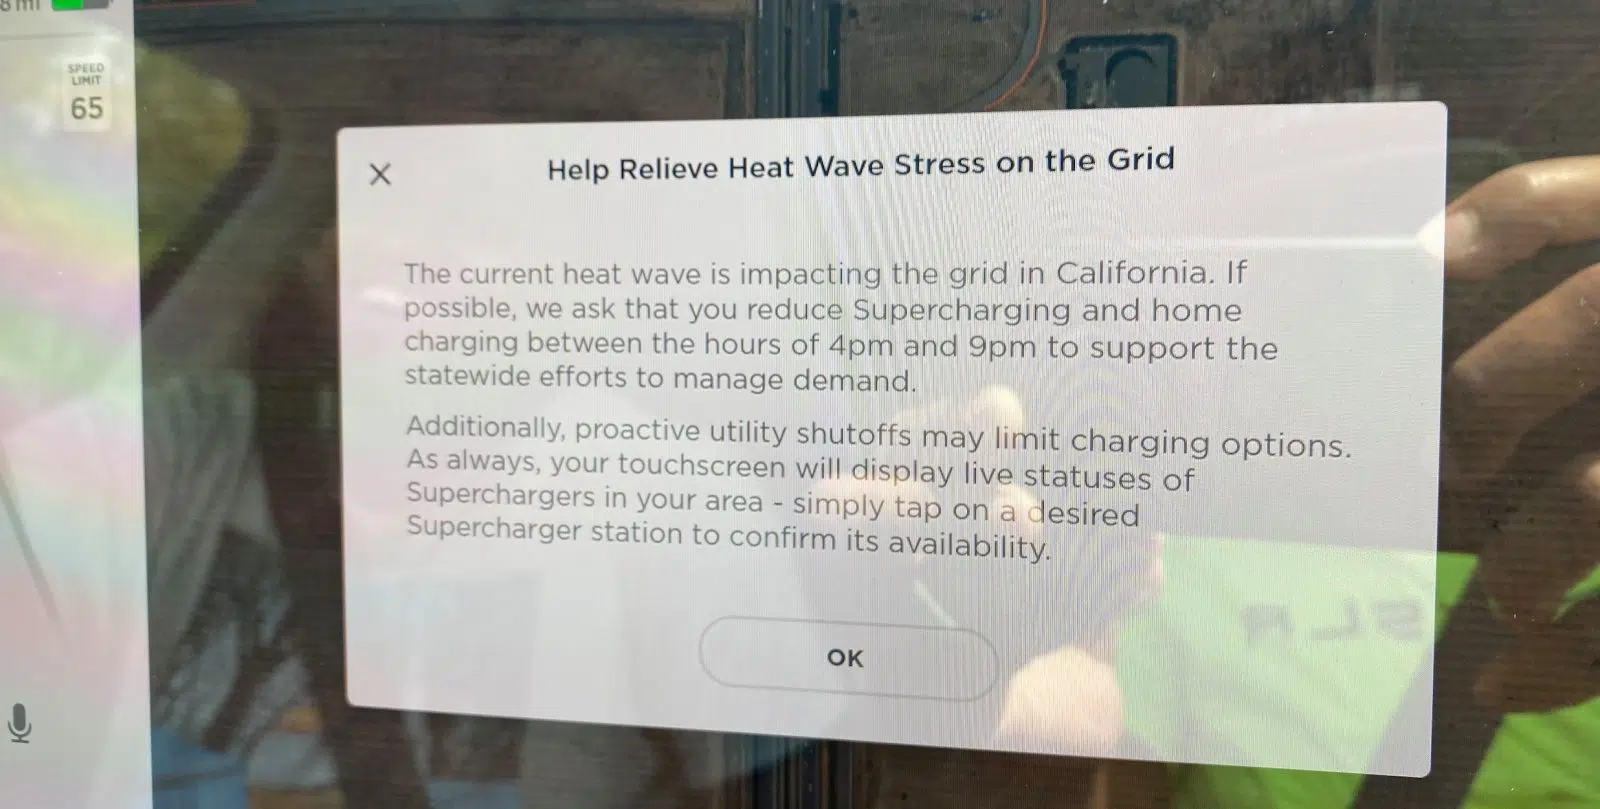 8 mi
SPEED
LIMIT
65
Help Relieve Heat Wave Stress on the Grid
The current heat wave is impacting the grid in California. If
possible, we ask that you reduce Supercharging and home
charging between the hours of 4pm and 9pm to support the
statewide efforts to manage demand.
Additionally, proactive utility shutoffs may limit charging options.
As always, your touchscreen will display live statuses of
Superchargers in your area - simply tap on a desired
Supercharger station to confirm its availability.
OK